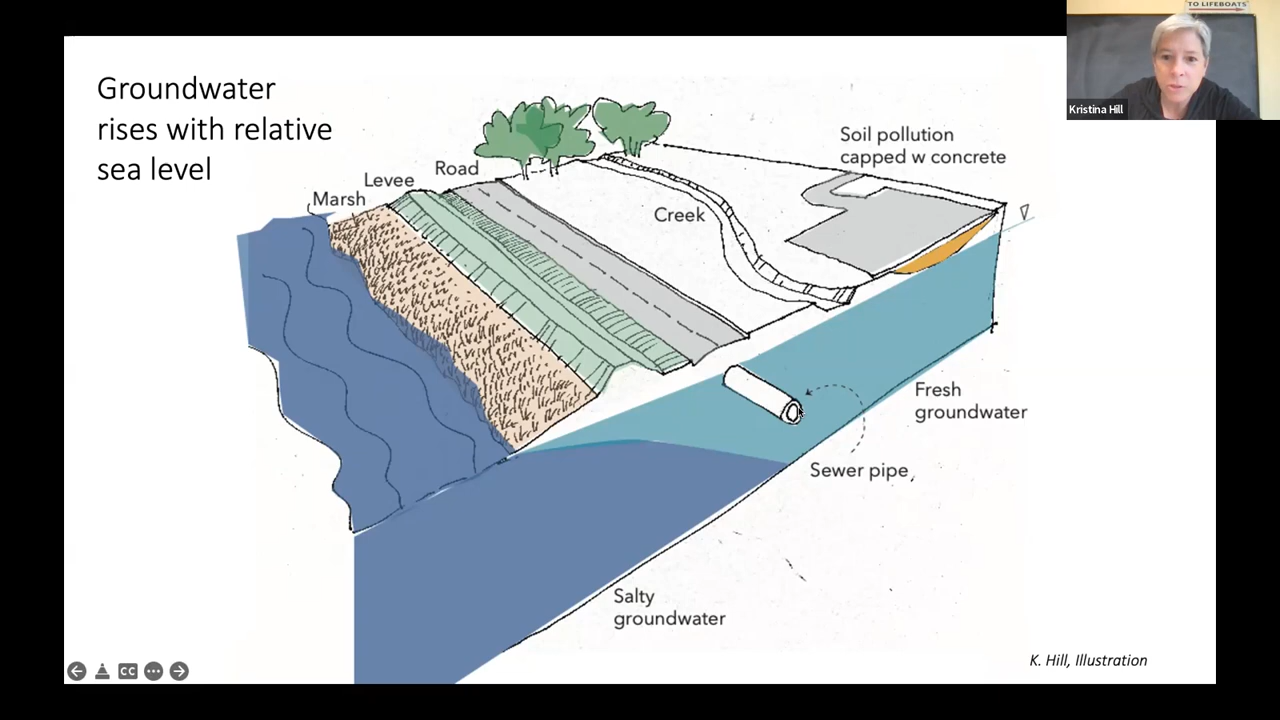 TO LIFEBOATS
Kristina Hill
Groundwater
rises with relative
sea level
Marsh
Levee
Road
Creek
Soil pollution
capped w concrete
Fresh
groundwater
Sewer pipe
Salty
groundwater
K. Hill, Illustration
CC